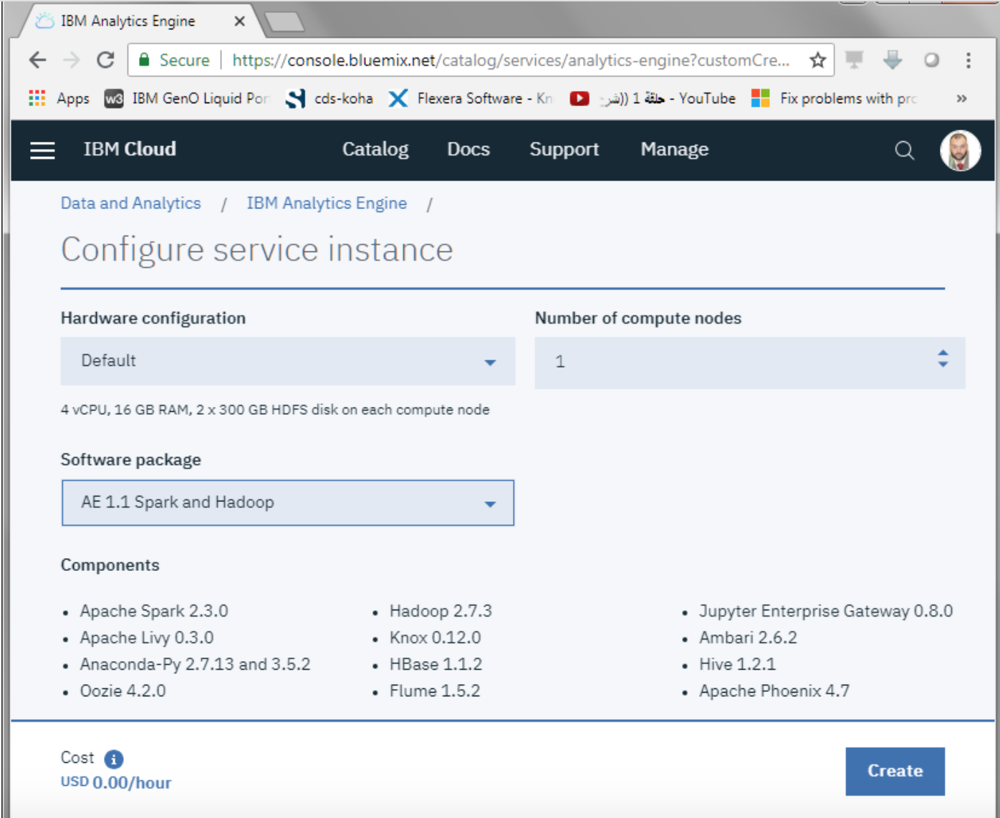 IBM Analytics Engine
Secure | https://console.bluemix.net/catalog/services/analytics-engine?customCre...
Apps w3 IBM GenO Liquid Por cds-koha Flexera Software - Kn حلقة 1 ((شرح - YouTube Fix problems with pro »
IBM Cloud Catalog Docs Support Manage
Data and Analytics / IBM Analytics Engine /
Configure service instance
Hardware configuration Number of compute nodes
Default 1
4 vCPU, 16 GB RAM, 2 x 300 GB HDFS disk on each compute node
Software package
AE 1.1 Spark and Hadoop
Components
• Apache Spark 2.3.0 • Hadoop 2.7.3 • Jupyter Enterprise Gateway 0.8.0
• Apache Livy 0.3.0 • Knox 0.12.0 • Ambari 2.6.2
• Anaconda-Py 2.7.13 and 3.5.2 • HBase 1.1.2 • Hive 1.2.1
• Oozie 4.2.0 • Flume 1.5.2 • Apache Phoenix 4.7
Cost i
USD 0.00/hour Create